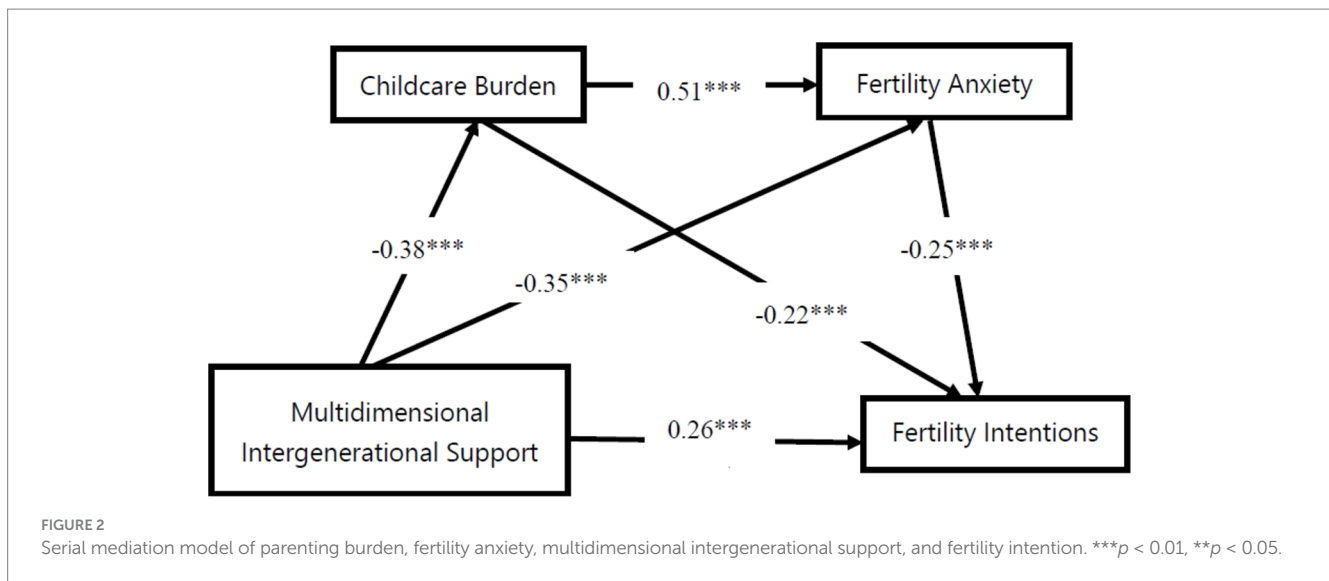 Childcare Burden
0.51***
Fertility Anxiety
-0.38***
-0.35***
-0.25***
-0.22***
Multidimensional
Intergenerational Support
0.26***
Fertility Intentions
FIGURE 2
Serial mediation model of parenting burden, fertility anxiety, multidimensional intergenerational support, and fertility intention. ***p < 0.01, **p < 0.05.